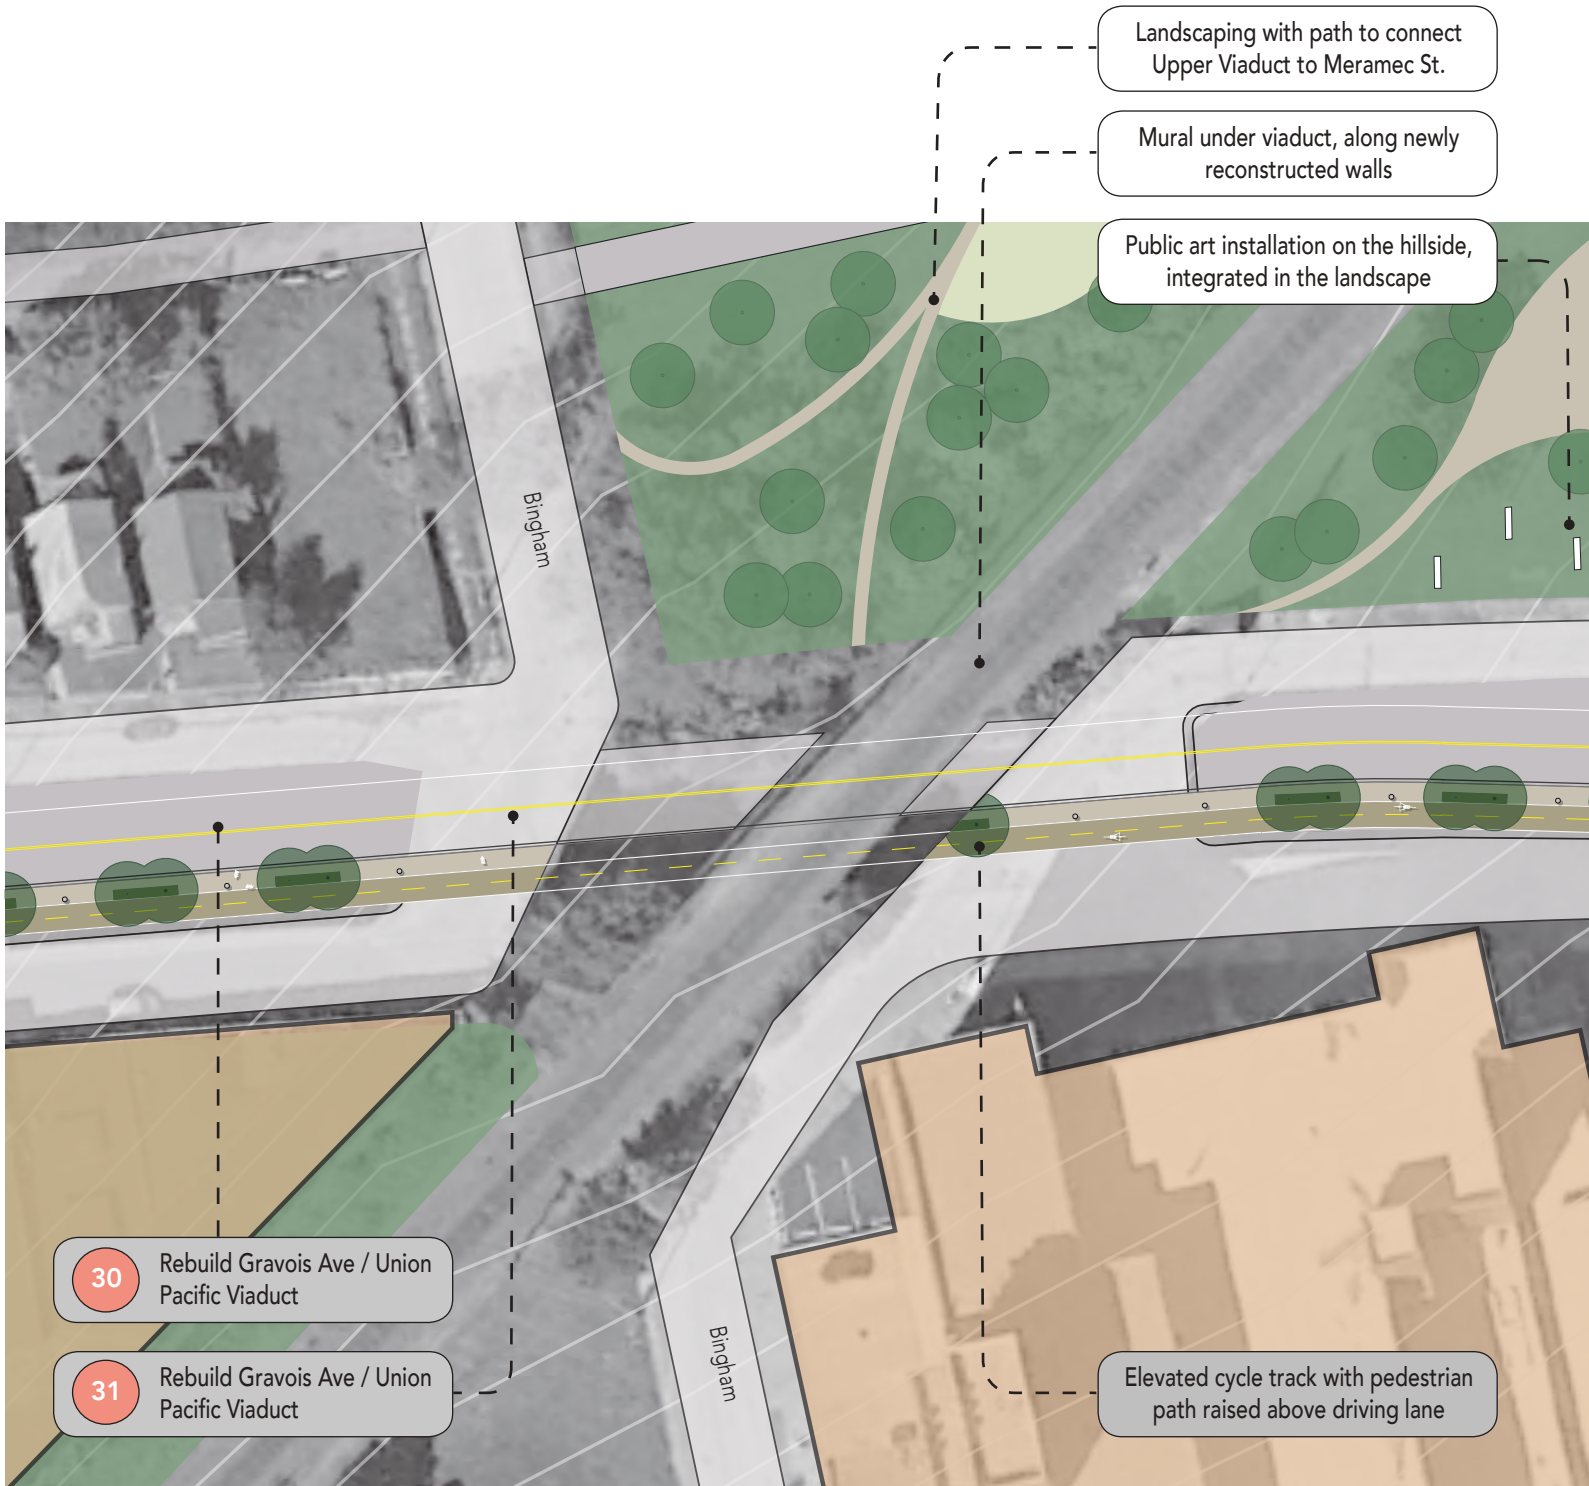 Landscaping with path to connect
Upper Viaduct to Meramec St.
Mural under viaduct, along newly
reconstructed walls
Public art installation on the hillside,
integrated in the landscape
Bingham
30
Rebuild Gravois Ave / Union
Pacific Viaduct
31
Rebuild Gravois Ave / Union
Pacific Viaduct
Bingham
Elevated cycle track with pedestrian
path raised above driving lane